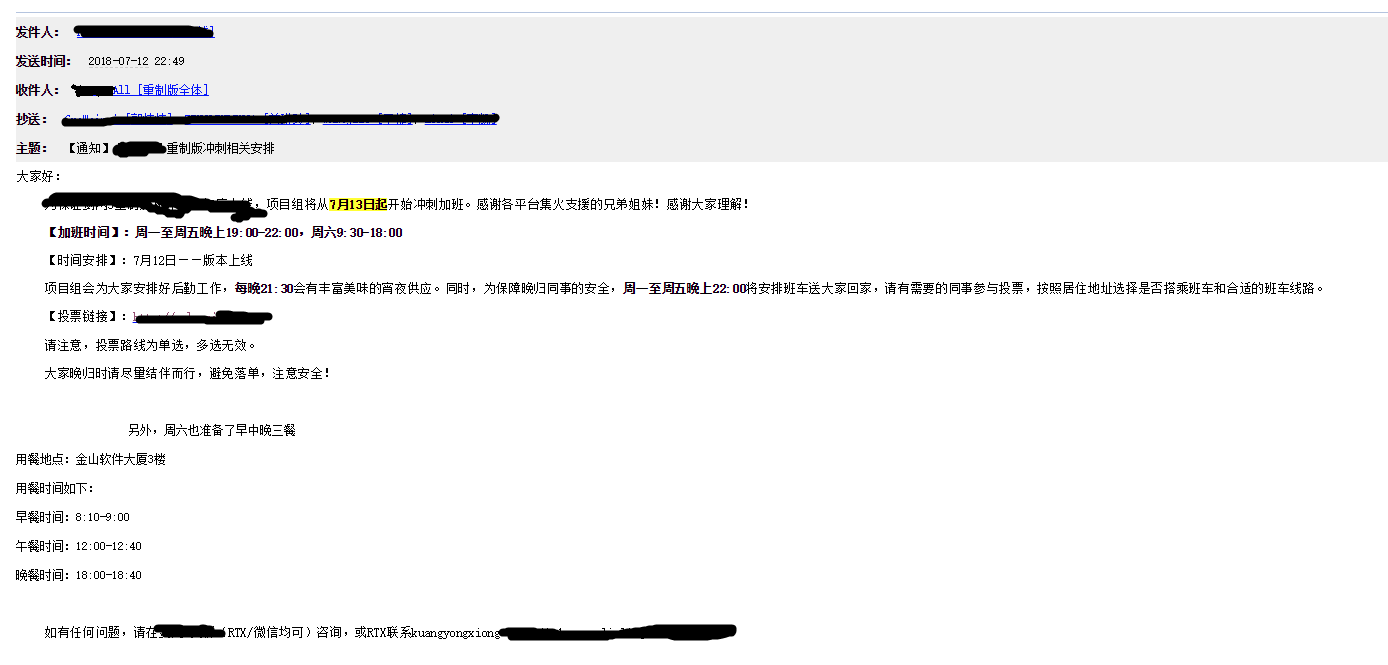 发件人：
发送时间： 2018-07-12 22:49
收件人： All [重制版全体]
抄送：
主题： 【通知】重制版冲刺相关安排
大家好：
，项目组将从7月13日起开始冲刺加班。感谢各平台集火支援的兄弟姐妹！感谢大家理解！
【加班时间】：周一至周五晚上19:00-22:00，周六9:30-18:00
【时间安排】：7月12日——版本上线
项目组会为大家安排好后勤工作，每晚21:30会有丰富美味的宵夜供应。同时，为保障晚归同事的安全，周一至周五晚上22:00将安排班车送大家回家，请有需要的同事参与投票，按照居住地址选择是否搭乘班车和合适的班车线路。
【投票链接】：
请注意，投票路线为单选，多选无效。
大家晚归时请尽量结伴而行，避免落单，注意安全！
另外，周六也准备了早中晚三餐
用餐地点：金山软件大厦3楼
用餐时间如下：
早餐时间：8:10-9:00
午餐时间：12:00-12:40
晚餐时间：18:00-18:40
如有任何问题，请在（RTX/微信均可）咨询，或RTX联系kuangyongxiong